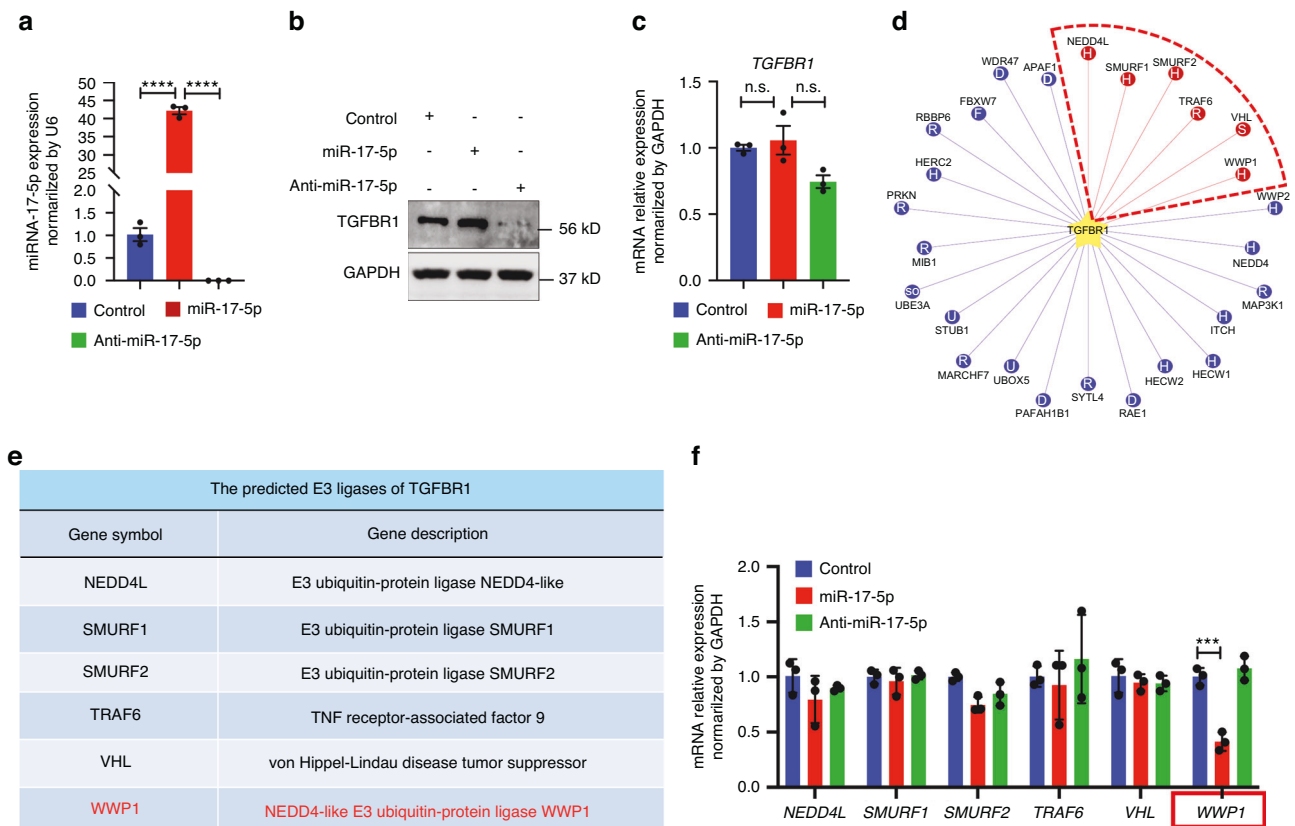 a
miRNA-17-5p expression
normarlized by U6
50
45
40
35
30
25
2.0
1.0
0.0
**** ****
Control
miR-17-5p
Anti-miR-17-5p
b
Control + - -
miR-17-5p - + -
Anti-miR-17-5p - - +
TGFBR1
56 kD
GAPDH
37 kD
c
TGFBR1
mRNA relative expression
normarilzed by GAPDH
1.5
1.0
0.5
0.0
n.s. n.s.
Control
miR-17-5p
Anti-miR-17-5p
d
NEDD4L
H
SMURF1
H
SMURF2
H
TRAF6
R
VHL
S
WWP1
H
WWP2
H
NEDD4
H
MAP3K1
R
ITCH
H
HECW1
H
HECW2
H
RAE1
D
SYTL4
R
PAFAH1B1
D
UBOX5
U
MARCHF7
R
STUB1
U
UBE3A
SO
MIB1
R
PRKN
R
HERC2
H
RBBP6
R
FBXW7
F
WDR47
D
APAF1
D
TGFBR1
e
The predicted E3 ligases of TGFBR1
Gene symbol Gene description
NEDD4L E3 ubiquitin-protein ligase NEDD4-like
SMURF1 E3 ubiquitin-protein ligase SMURF1
SMURF2 E3 ubiquitin-protein ligase SMURF2
TRAF6 TNF receptor-associated factor 9
VHL von Hippel-Lindau disease tumor suppressor
WWP1 NEDD4-like E3 ubiquitin-protein ligase WWP1
f
mRNA relative expression
normarlized by GAPDH
2.0
1.5
1.0
0.5
0.0
Control
miR-17-5p
Anti-miR-17-5p
***
NEDD4L SMURF1 SMURF2 TRAF6 VHL WWP1